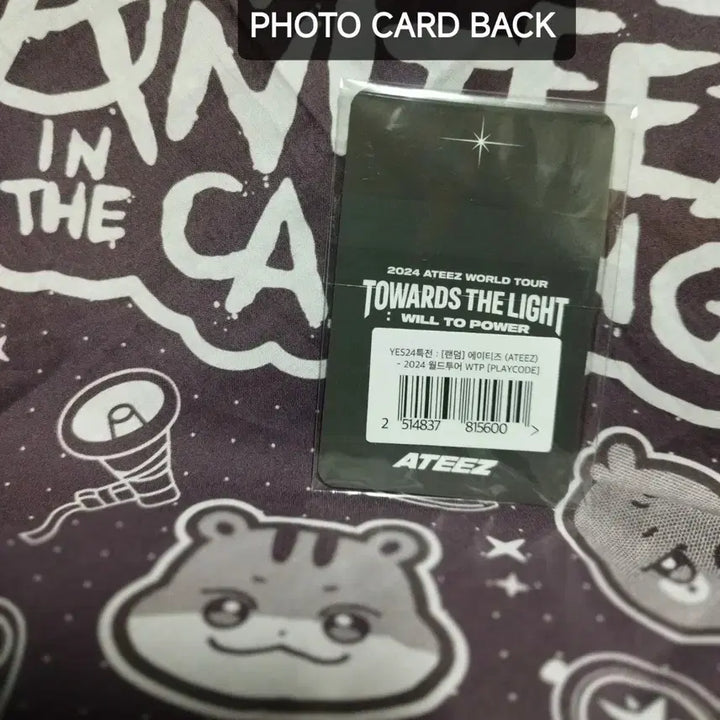 PHOTO CARD BACK
IN
THE CA
2024 ATEEZ WORLD TOUR
TOWARDS THE LIGHT
: WILL TO POWER
YES24특전 : [랜덤] 에이티즈 (ATEEZ)
- 2024 월드투어 WTP [PLAYCODE]
2 514837 815600 >
ATEEZ